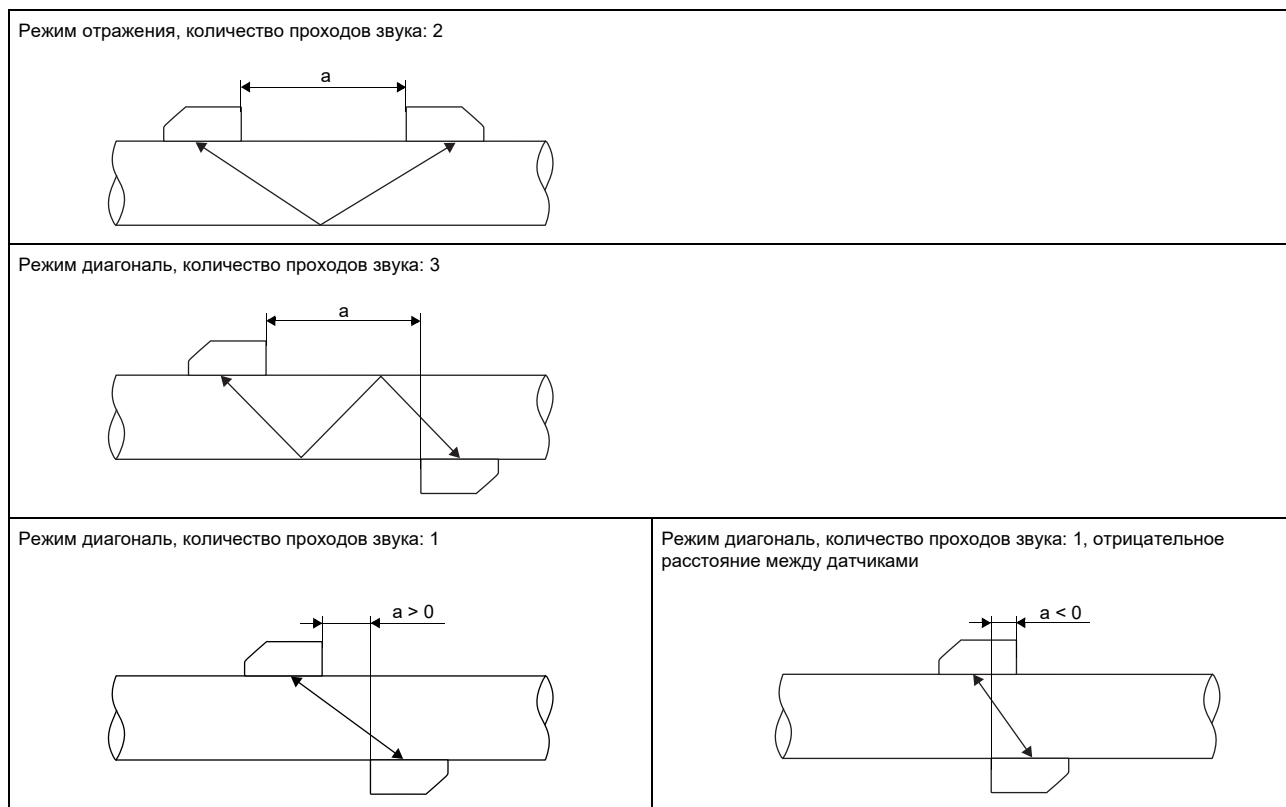 Режим отражения, количество проходов звука: 2
a
Режим диагональ, количество проходов звука: 3
a
Режим диагональ, количество проходов звука: 1
a > 0
Режим диагональ, количество проходов звука: 1, отрицательное
расстояние между датчиками
a < 0